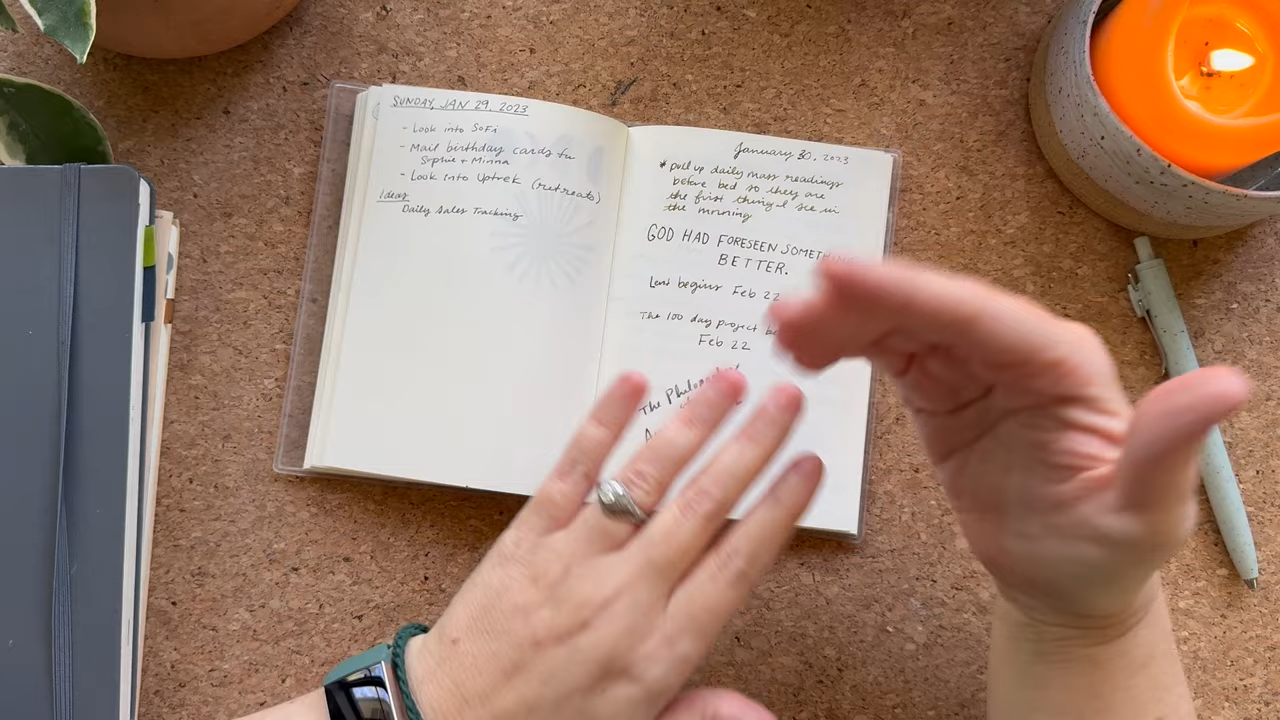 SUNDAY, JAN 29, 2023
- Look into SoFi
- Mail birthday cards for
Sophie + Minna
- Look into Uptrek (retreats)
Ideas
Daily Sales Tracking
January 30, 2023
* pull up daily mass readings
before bed so they are
the first thing I see in
the morning
GOD HAD FORESEEN
BETTER.
Lent begins Feb 22
The 100 day project
Feb 22
The